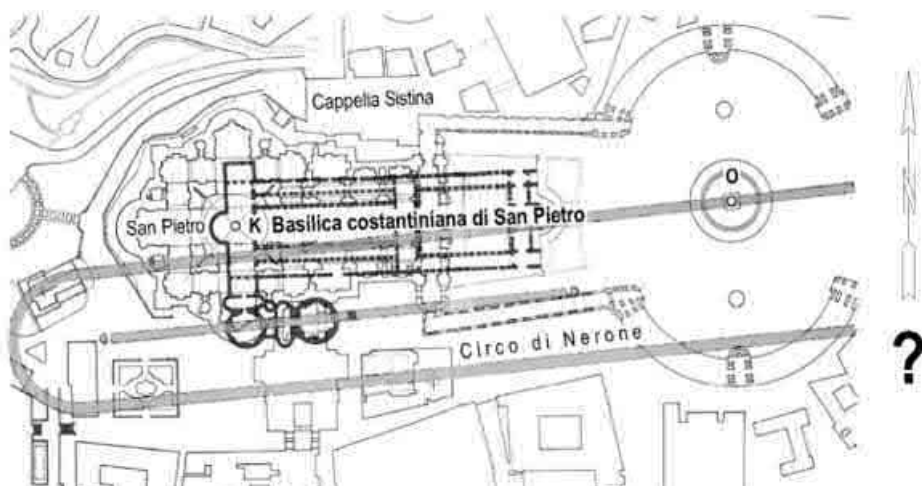 Cappella Sistina
O
San Pietro
K Basilica costantiniana di San Pietro
Circo di Nerone
?